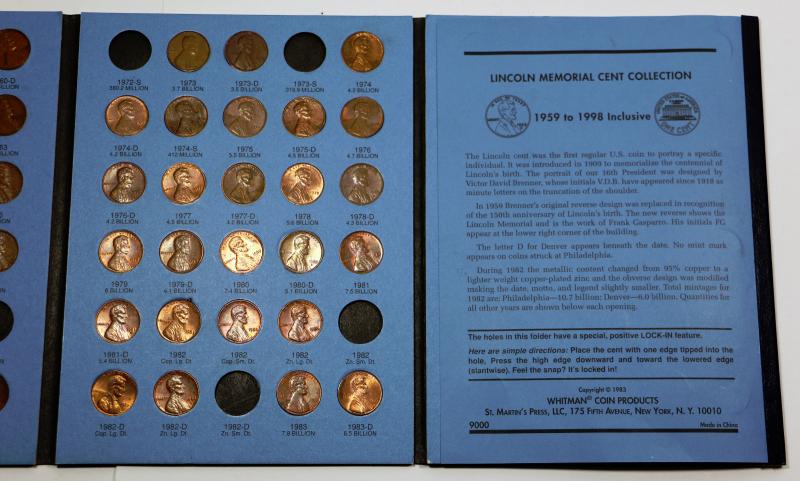 60-D
BILLION
ILLION
63
BILLION
BILLION
BILLION
1972-S
380.2 MILLION
1973
3.7 BILLION
1973-D
3.5 BILLION
1973-S
319.9 MILLION
1974
4.2 BILLION
1974-D
4.2 BILLION
1974-S
412 MILLION
1975
5.5 BILLION
1975-D
4.5 BILLION
1976
4.7 BILLION
1976-D
4.2 BILLION
1977
4.5 BILLION
1977-D
4.2 BILLION
1978
5.6 BILLION
1978-D
4.3 BILLION
1979
6 BILLION
1979-D
4.1 BILLION
1980
7.4 BILLION
1980-D
5.1 BILLION
1981
7.5 BILLION
1981-D
5.4 BILLION
1982
Cop. Lg. Dt.
1982
Cop. Sm. Dt.
1982
Zn. Lg. Dt.
1982
Zn. Sm. Dt.
1982-D
Cop. Lg. Dt.
1982-D
Zn. Lg. Dt.
1982-D
Zn. Sm. Dt.
1983
7.8 BILLION
1983-D
6.5 BILLION
LINCOLN MEMORIAL CENT COLLECTION
1959 to 1998 Inclusive
ONE CENT
The Lincoln cent was the first regular U.S. coin to portray a specific
individual. It was introduced in 1909 to memorialize the centennial of
Lincoln's birth. The portrait of our 16th President was designed by
Victor David Brenner, whose initials V.D.B. have appeared since 1918 as
minute letters on the truncation of the shoulder.
In 1959 Brenner's original reverse design was replaced in recognition
of the 150th anniversary of Lincoln's birth. The new reverse shows the
Lincoln Memorial and is the work of Frank Gasparro. His initials FG
appear at the lower right corner of the building.
The letter D for Denver appears beneath the date. No mint mark
appears on coins struck at Philadelphia.
During 1982 the metallic content changed from 95% copper to a
lighter weight copper-plated zinc and the obverse design was modified
making the date, motto, and legend slightly smaller. Total mintages for
1982 are: Philadelphia—10.7 billion; Denver—6.0 billion. Quantities for
all other years are shown below each opening.
The holes in this folder have a special, positive LOCK-IN feature.
Here are simple directions: Place the cent with one edge tipped into the
hole. Press the high edge downward and toward the lowered edge
(slantwise). Feel the snap? It's locked in!
Copyright © 1983
WHITMAN® COIN PRODUCTS
ST. MARTIN'S PRESS, LLC, 175 FIFTH AVENUE, NEW YORK, N. Y. 10010
9000 Made in China